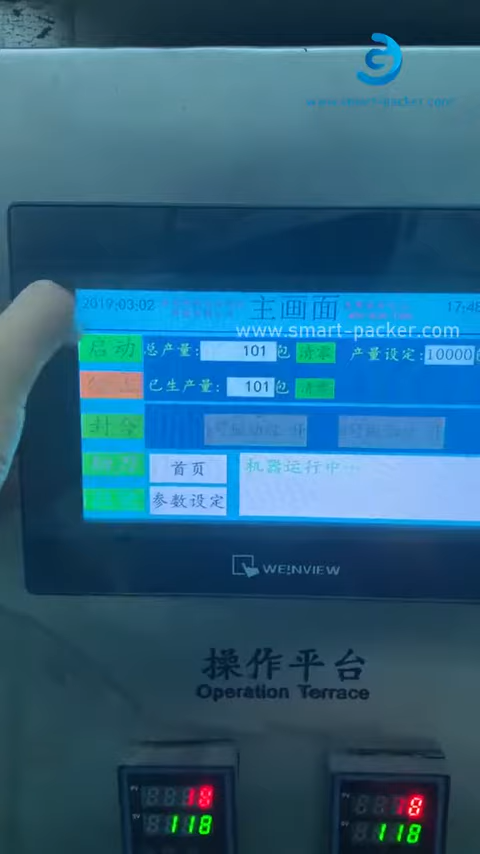 www.smart-packer.com
2019/03/02 主画面 17:48
www.smart-packer.com
启动 总产量: 101 包 清零 产量设定: 10000
已生产量: 101 包 清零
封合
首页 机器运行中
参数设定
WEINVIEW
操作平台
Operation Terrace
18 18
118 118